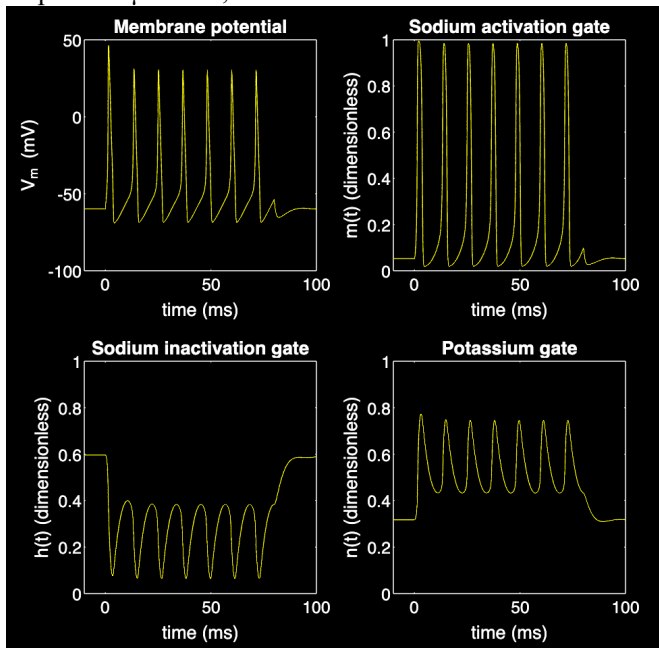 Membrane potential
50
0
-50
-100
V_m (mV)
0 50 100
time (ms)
Sodium activation gate
1
0.8
0.6
0.4
0.2
0
m(t) (dimensionless)
0 50 100
time (ms)
Sodium inactivation gate
1
0.8
0.6
0.4
0.2
0
h(t) (dimensionless)
0 50 100
time (ms)
Potassium gate
1
0.8
0.6
0.4
0.2
0
n(t) (dimensionless)
0 50 100
time (ms)